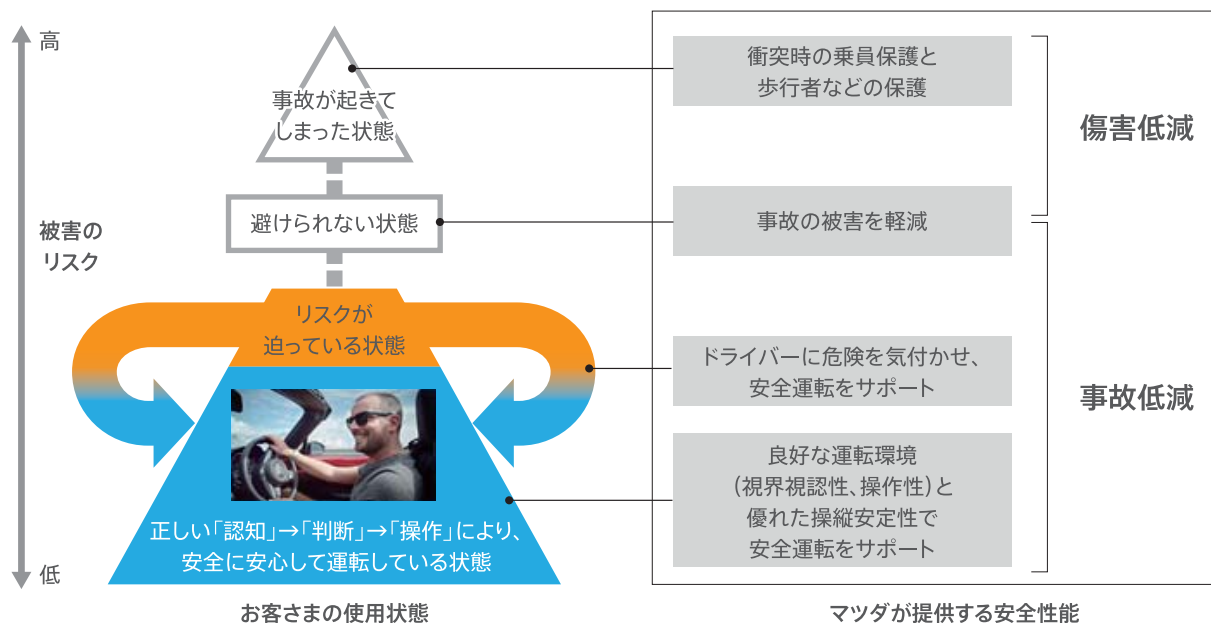 高
被害の
リスク
低
事故が起きて
しまった状態
避けられない状態
リスクが
迫っている状態
正しい「認知」→「判断」→「操作」により、
安全に安心して運転している状態
お客さまの使用状態
衝突時の乗員保護と
歩行者などの保護
事故の被害を軽減
ドライバーに危険を気付かせ、
安全運転をサポート
良好な運転環境
(視界視認性、操作性)と
優れた操縦安定性で
安全運転をサポート
傷害低減
事故低減
マツダが提供する安全性能